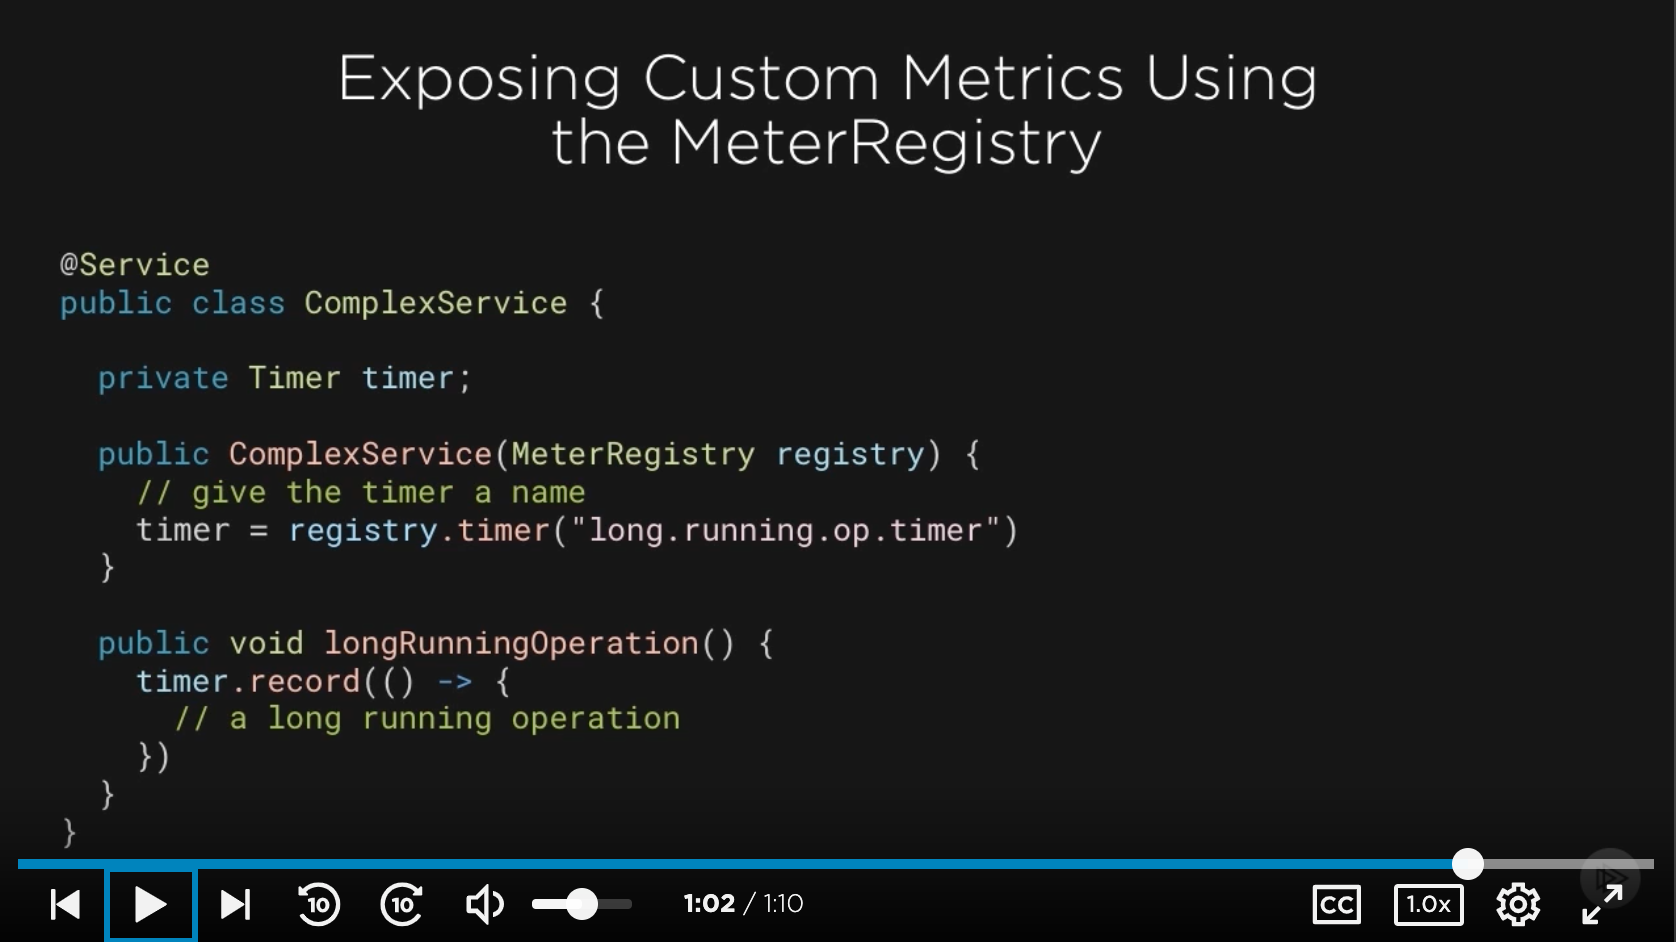 Exposing Custom Metrics Using
the MeterRegistry
@Service
public class ComplexService {
private Timer timer;
public ComplexService(MeterRegistry registry) {
// give the timer a name
timer = registry.timer("long.running.op.timer")
}
public void longRunningOperation() {
timer.record(() -> {
// a long running operation
})
}
}
10 10 1:02 / 1:10 CC 1.0x